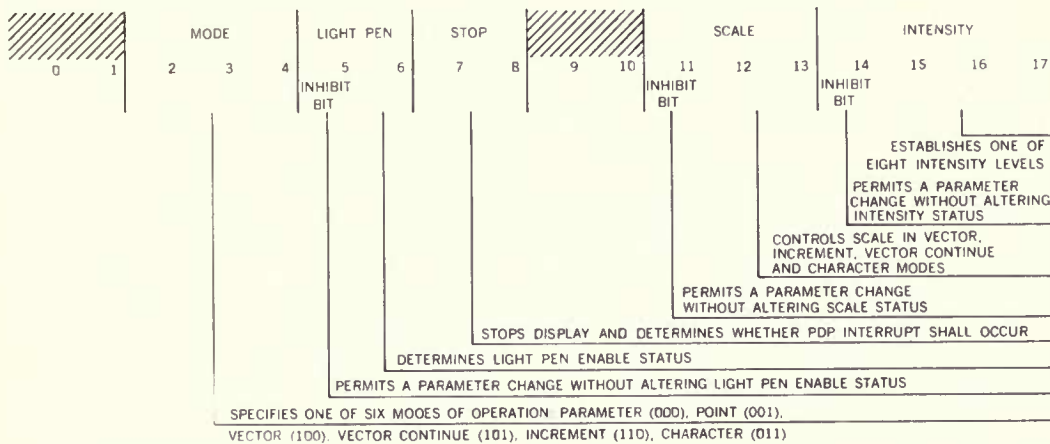 MODE LIGHT PEN STOP SCALE INTENSITY
0 1 2 3 4 5 6 7 8 9 10 11 12 13 14 15 16 17
INHIBIT BIT INHIBIT BIT INHIBIT BIT
ESTABLISHES ONE OF
EIGHT INTENSITY LEVELS
PERMITS A PARAMETER
CHANGE WITHOUT ALTERING
INTENSITY STATUS
CONTROLS SCALE IN VECTOR,
INCREMENT, VECTOR CONTINUE
AND CHARACTER MODES
PERMITS A PARAMETER CHANGE
WITHOUT ALTERING SCALE STATUS
STOPS DISPLAY AND DETERMINES WHETHER PDP INTERRUPT SHALL OCCUR
DETERMINES LIGHT PEN ENABLE STATUS
PERMITS A PARAMETER CHANGE WITHOUT ALTERING LIGHT PEN ENABLE STATUS
SPECIFIES ONE OF SIX MODES OF OPERATION: PARAMETER (000), POINT (001),
VECTOR (100), VECTOR CONTINUE (101), INCREMENT (110), CHARACTER (011)